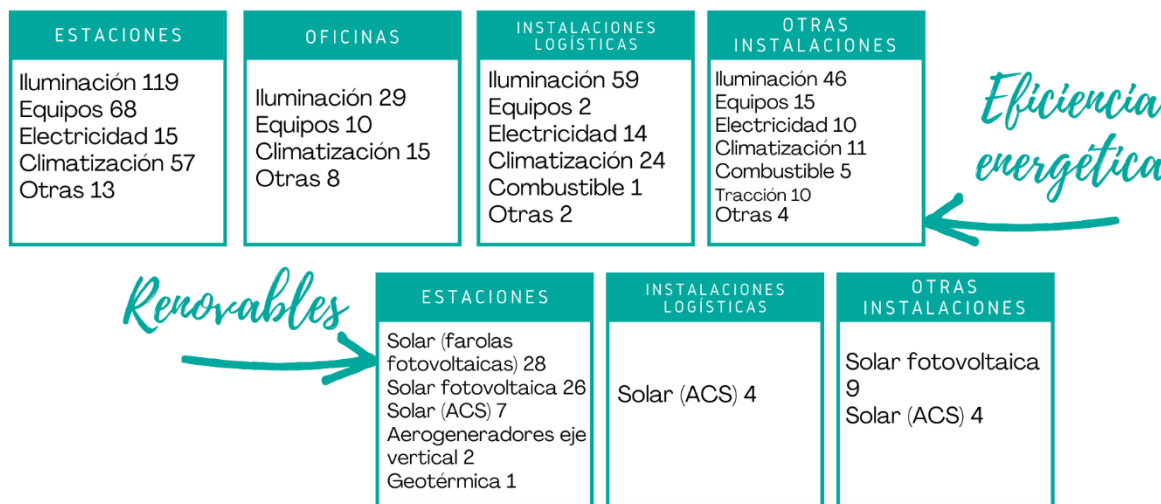 ESTACIONES
Iluminación 119
Equipos 68
Electricidad 15
Climatización 57
Otras 13
OFICINAS
Iluminación 29
Equipos 10
Climatización 15
Otras 8
INSTALACIONES
LOGÍSTICAS
Iluminación 59
Equipos 2
Electricidad 14
Climatización 24
Combustible 1
Otras 2
OTRAS
INSTALACIONES
Iluminación 46
Equipos 15
Electricidad 10
Climatización 11
Combustible 5
Tracción 10
Otras 4
Eficiencia
energética
Renovables
ESTACIONES
Solar (farolas
fotovoltaicas) 28
Solar fotovoltaica 26
Solar (ACS) 7
Aerogeneradores eje
vertical 2
Geotérmica 1
INSTALACIONES
LOGÍSTICAS
Solar (ACS) 4
OTRAS
INSTALACIONES
Solar fotovoltaica
9
Solar (ACS) 4